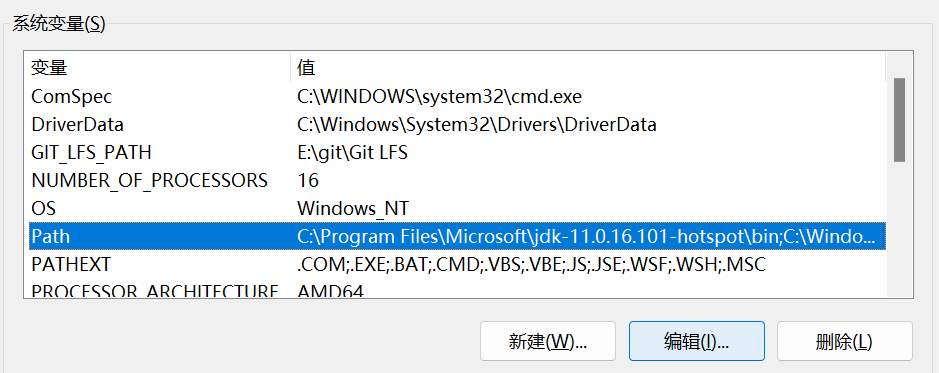 系统变量(S)
变量 值
ComSpec C:\WINDOWS\system32\cmd.exe
DriverData C:\Windows\System32\Drivers\DriverData
GIT_LFS_PATH E:\git\Git LFS
NUMBER_OF_PROCESSORS 16
OS Windows_NT
Path C:\Program Files\Microsoft\jdk-11.0.16.101-hotspot\bin;C:\Windo...
PATHEXT .COM;.EXE;.BAT;.CMD;.VBS;.VBE;.JS;.JSE;.WSF;.WSH;.MSC
PROCESSOR_ARCHITECTURE AMD64
新建(W)... 编辑(I)... 删除(L)